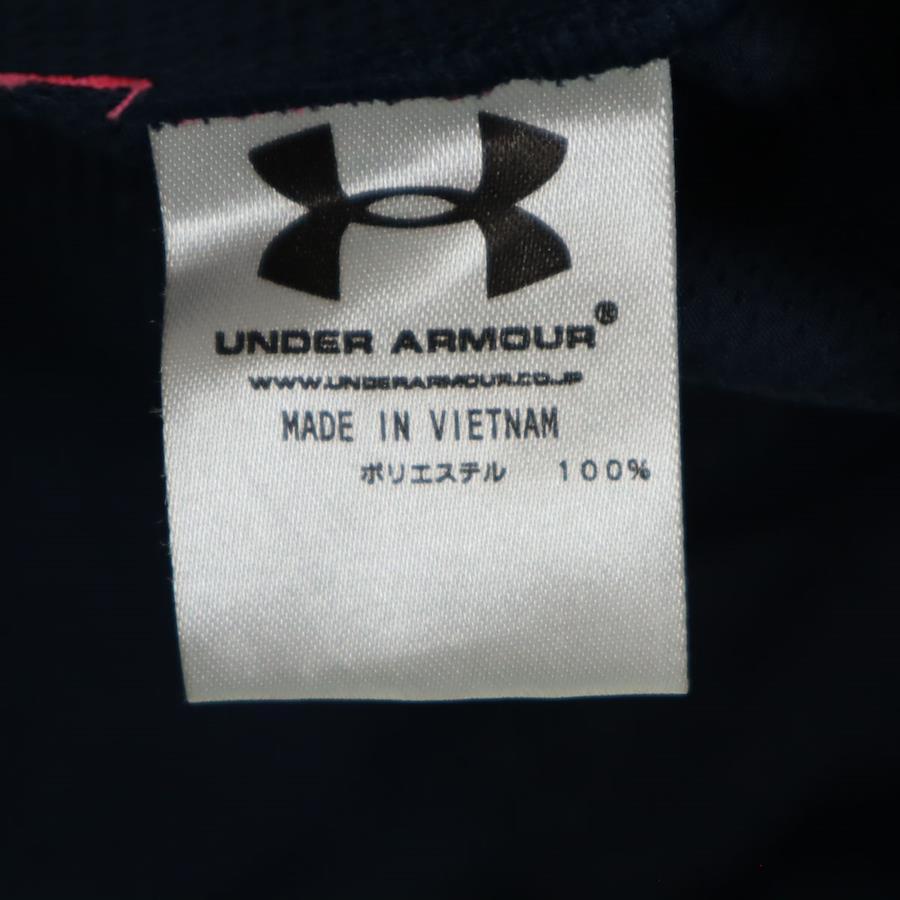 UNDER ARMOUR®
WWW.UNDERARMOUR.CO.JP
MADE IN VIETNAM
ポリエステル 100%